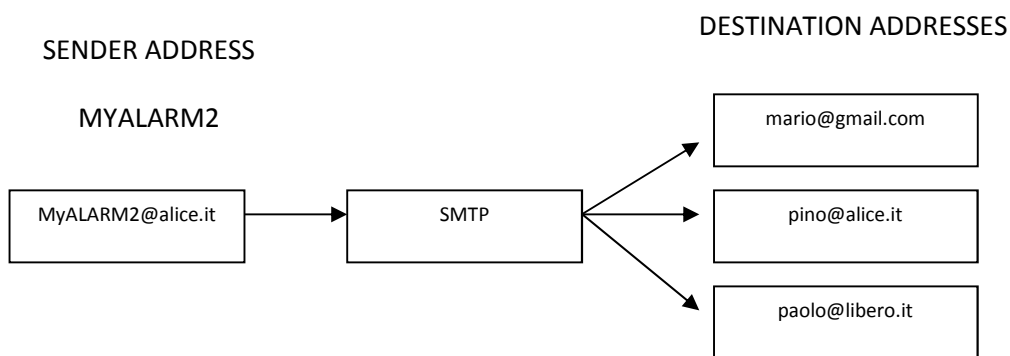 SENDER ADDRESS
DESTINATION ADDRESSES
MYALARM2
MyALARM2@alice.it
SMTP
mario@gmail.com
pino@alice.it
paolo@libero.it